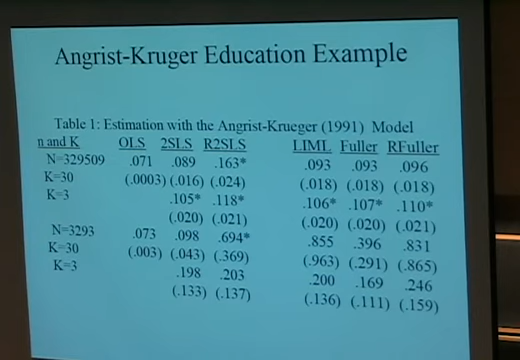 Angrist-Kruger Education Example
Table 1: Estimation with the Angrist-Krueger (1991) Model
n and K OLS 2SLS R2SLS LIML Fuller RFuller
N=329509 .071 .089 .163* .093 .093 .096
K=30 (.0003) (.016) (.024) (.018) (.018) (.018)
K=3 .105* .118* .106* .107* .110*
(.020) (.021) (.020) (.020) (.021)
N=3293 .073 .098 .694* .855 .396 .831
K=30 (.003) (.043) (.369) (.963) (.291) (.865)
K=3 .198 .203 .200 .169 .246
(.133) (.137) (.136) (.111) (.159)